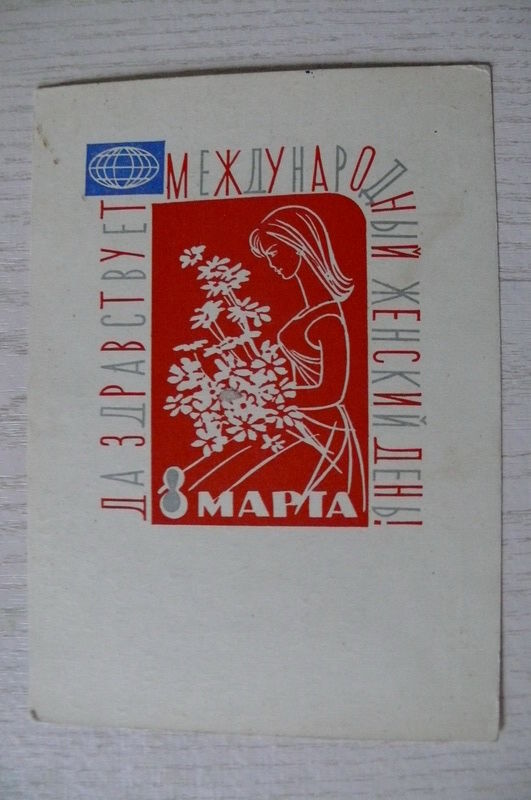 ДА ЗДРАВСТВУЕТ
МЕЖДУНАРОДНЫЙ ЖЕНСКИЙ ДЕНЬ!
8 МАРТА